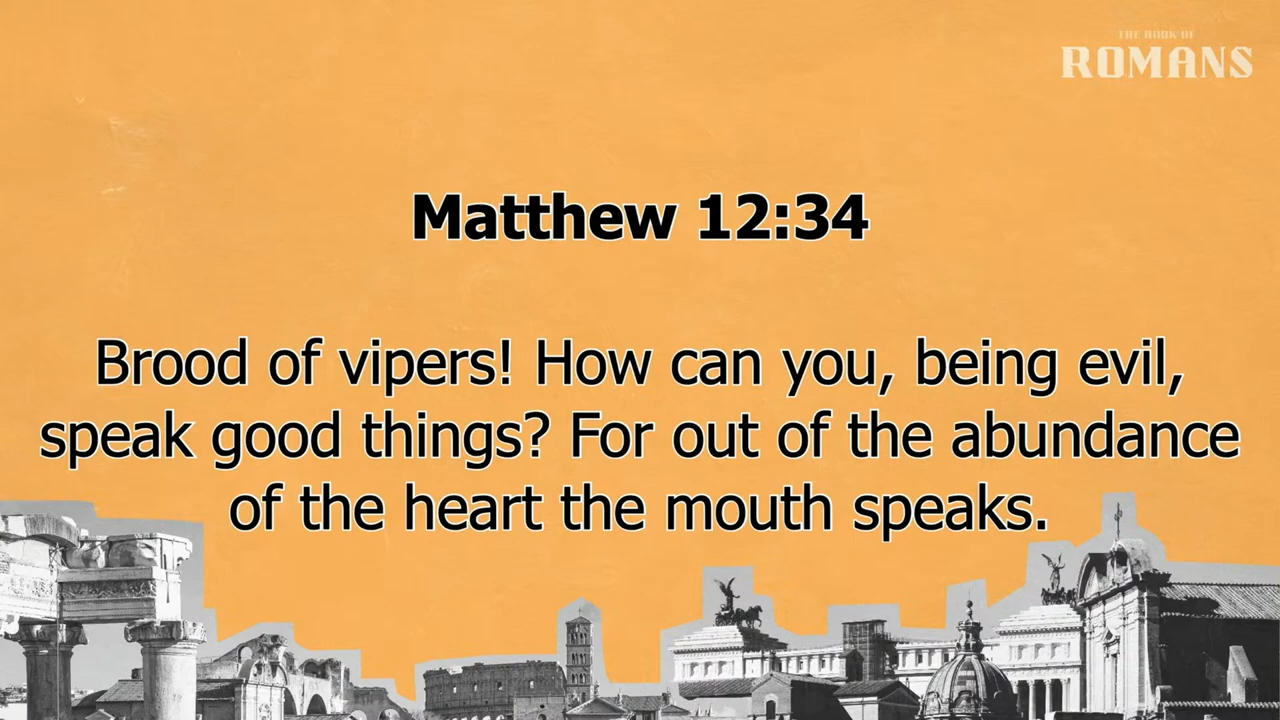 THE BOOK OF
ROMANS
Matthew 12:34
Brood of vipers! How can you, being evil,
speak good things? For out of the abundance
of the heart the mouth speaks.